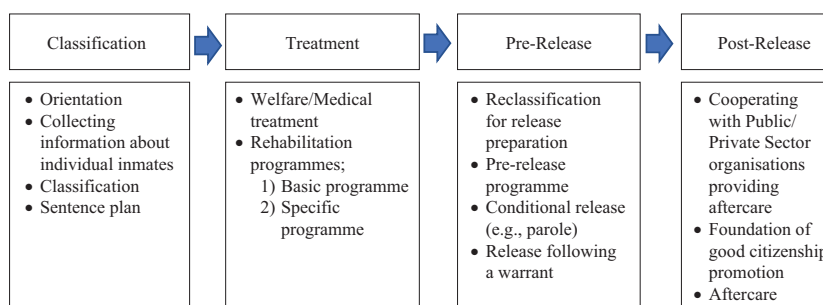 Classification
Treatment
Pre-Release
Post-Release
• Orientation
• Collecting
information about
individual inmates
• Classification
• Sentence plan
• Welfare/Medical
treatment
• Rehabilitation
programmes;
1) Basic programme
2) Specific
programme
• Reclassification
for release
preparation
• Pre-release
programme
• Conditional release
(e.g., parole)
• Release following
a warrant
• Cooperating
with Public/
Private Sector
organisations
providing
aftercare
• Foundation of
good citizenship
promotion
• Aftercare